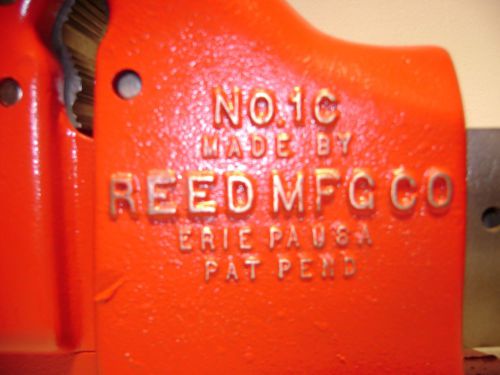 NO.1C
MADE BY
REED MFG CO
ERIE PA USA
PAT PEND